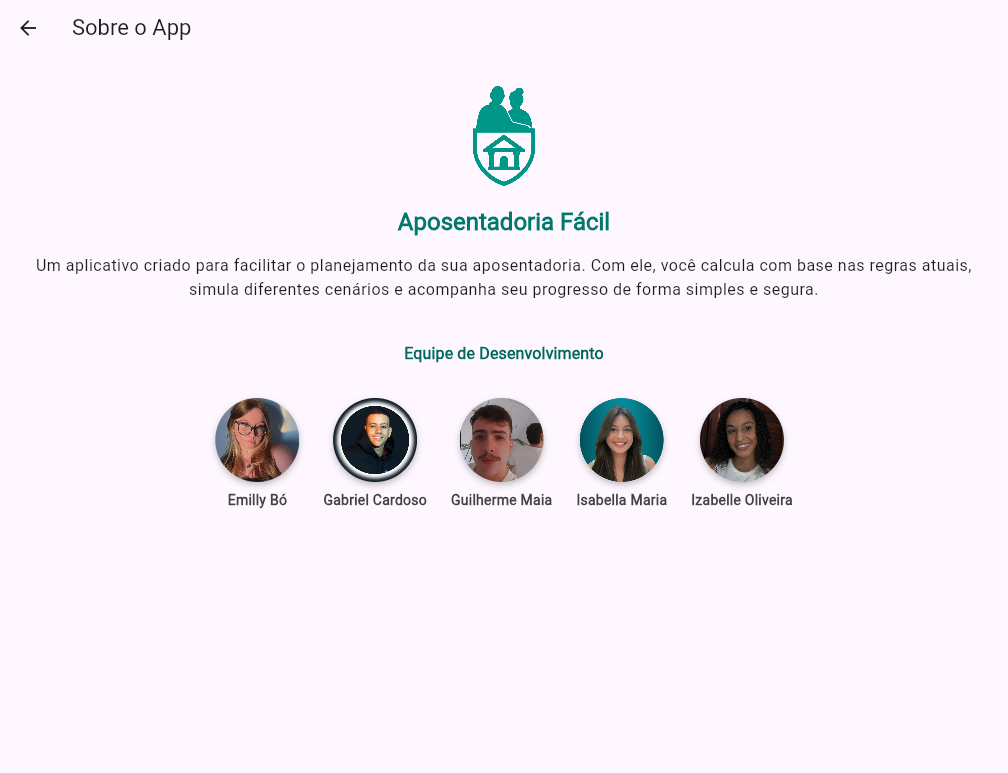 Sobre o App
Aposentadoria Fácil
Um aplicativo criado para facilitar o planejamento da sua aposentadoria. Com ele, você calcula com base nas regras atuais,
simula diferentes cenários e acompanha seu progresso de forma simples e segura.
Equipe de Desenvolvimento
Emilly Bó
Gabriel Cardoso
Guilherme Maia
Isabella Maria
Izabelle Oliveira